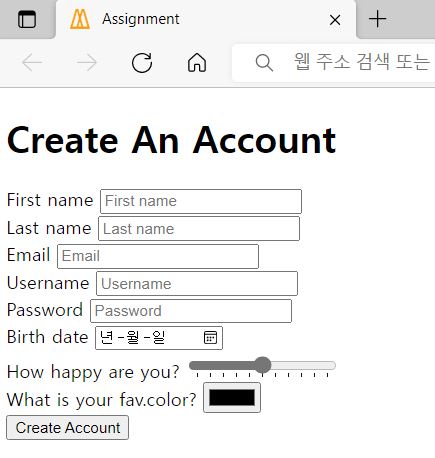 Assignment
웹 주소 검색 또는
Create An Account
First name First name
Last name Last name
Email Email
Username Username
Password Password
Birth date 년-월-일
How happy are you?
What is your fav.color?
Create Account